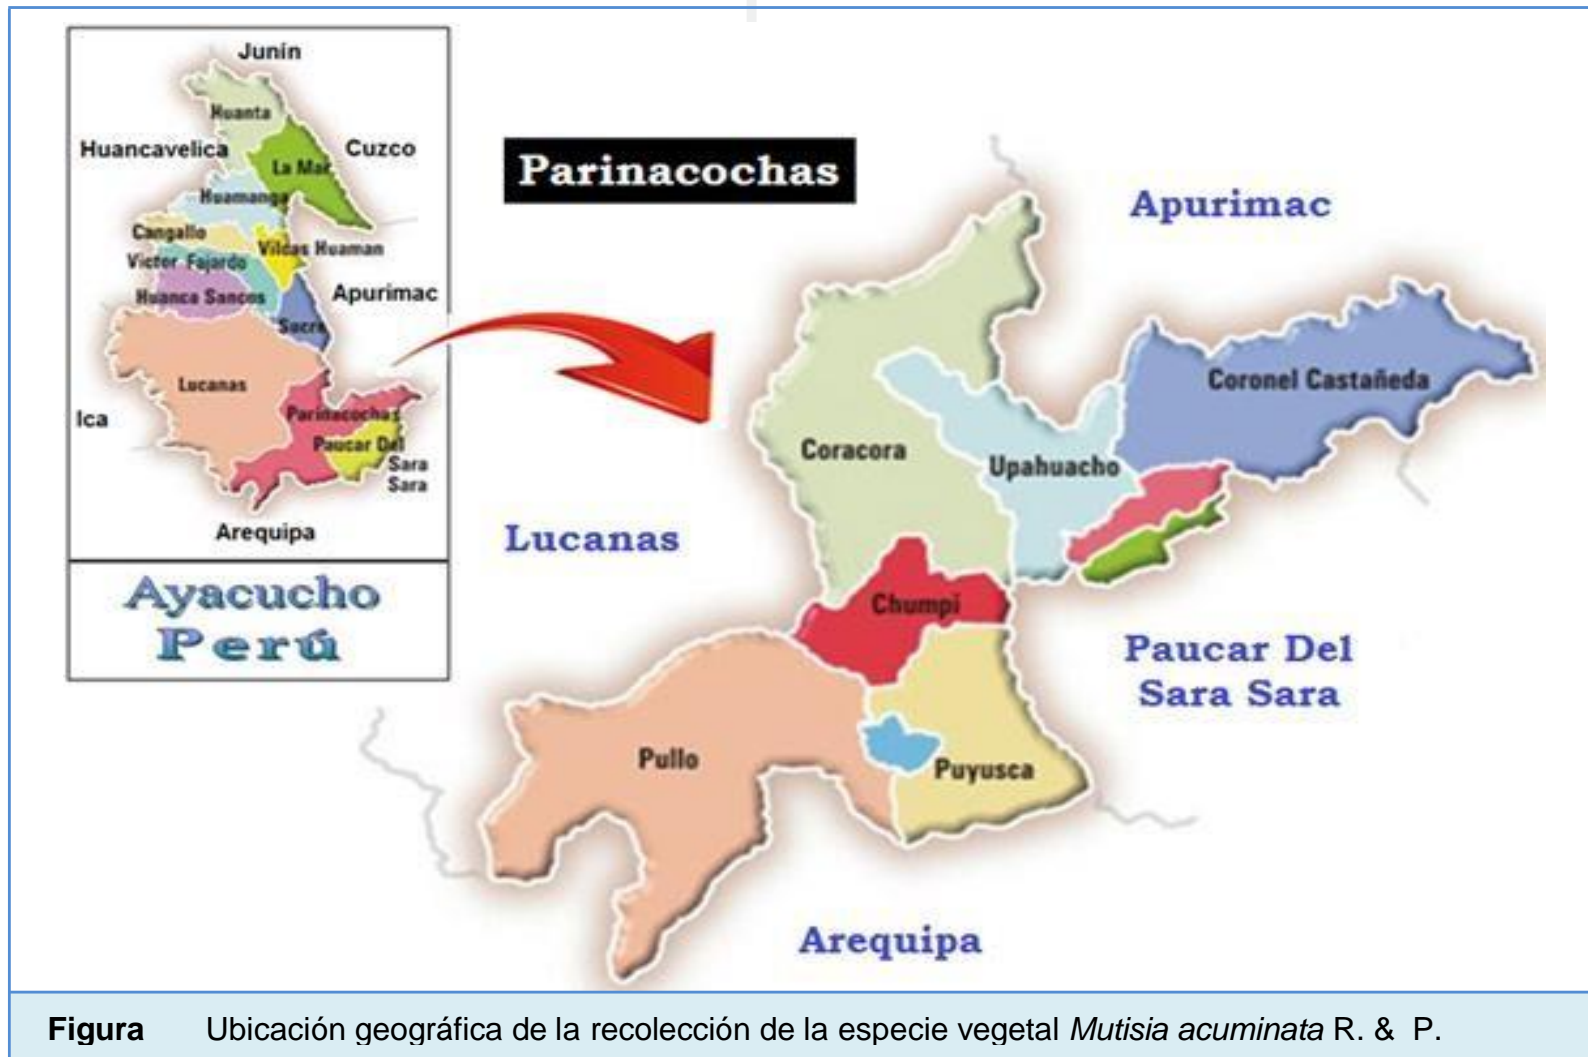 Junín
Huanta
Huancavelica
Cuzco
La Mar
Huamanga
Cangallo
Vilcas Huaman
Victor Fajardo
Huanca Sancos
Apurimac
Sucre
Lucanas
Ica
Parinacochas
Paucar Del
Sara
Sara
Arequipa
Ayacucho
Perú
Parinacochas
Apurimac
Coronel Castañeda
Coracora
Upahuacho
Lucanas
Chumpi
Paucar Del
Sara Sara
Pullo
Puyusca
Arequipa
Figura Ubicación geográfica de la recolección de la especie vegetal Mutisia acuminata R. & P.